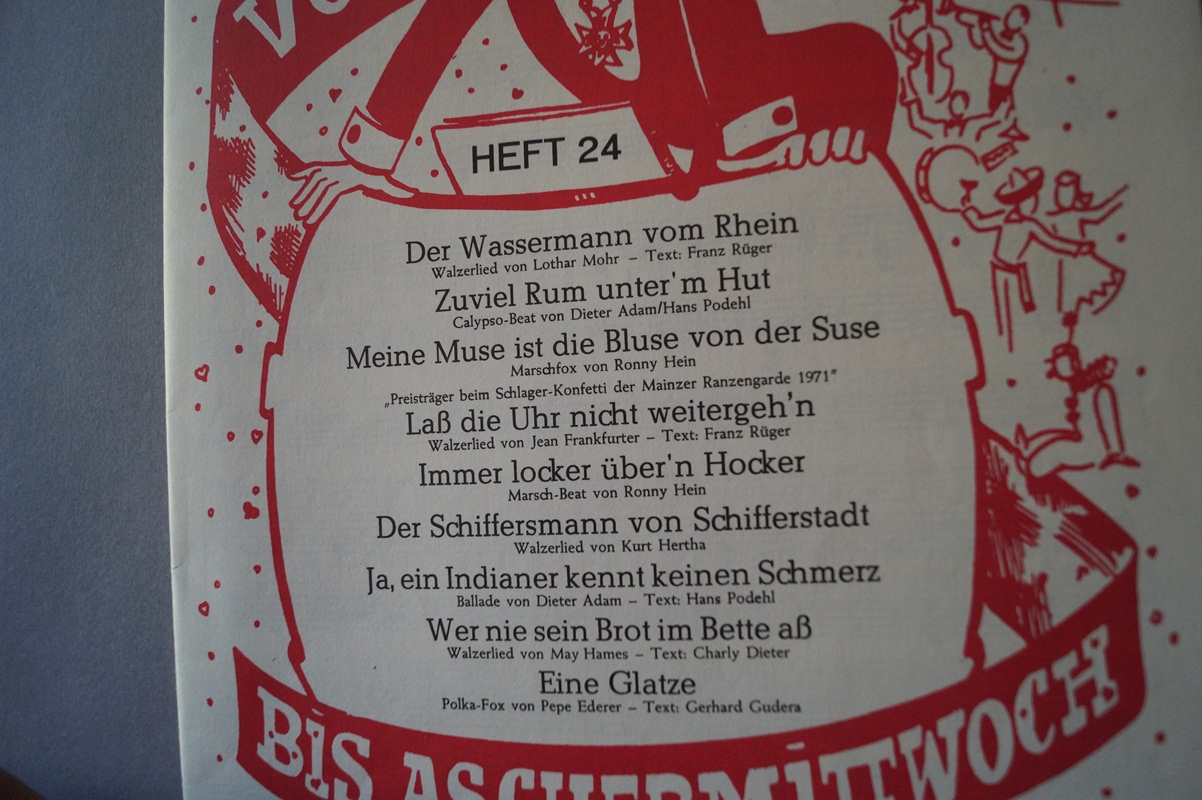 HEFT 24
Der Wassermann vom Rhein
Walzerlied von Lothar Mohr – Text: Franz Rüger
Zuviel Rum unter'm Hut
Calypso-Beat von Dieter Adam/Hans Podehl
Meine Muse ist die Bluse von der Suse
Marschfox von Ronny Hein
„Preisträger beim Schlager-Konfetti der Mainzer Ranzengarde 1971"
Laß die Uhr nicht weitergeh'n
Walzerlied von Jean Frankfurter – Text: Franz Rüger
Immer locker über'n Hocker
Marsch-Beat von Ronny Hein
Der Schiffersmann von Schifferstadt
Walzerlied von Kurt Hertha
Ja, ein Indianer kennt keinen Schmerz
Ballade von Dieter Adam – Text: Hans Podehl
Wer nie sein Brot im Bette aß
Walzerlied von May Hames – Text: Charly Dieter
Eine Glatze
Polka-Fox von Pepe Ederer – Text: Gerhard Gudera
BIS ASCHERMITTWOCH